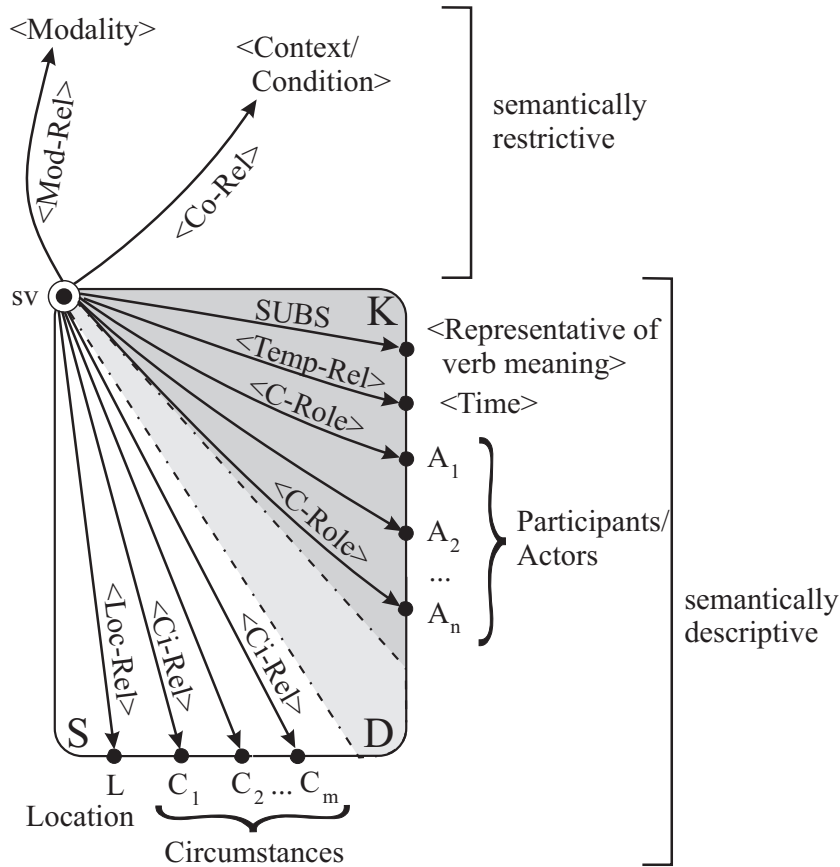 <Modality>
<Context/
Condition>
<Mod-Rel>
<Co-Rel>
semantically
restrictive
sv
SUBS
K
<Temp-Rel>
<C-Role>
<C-Role>
<Representative of
verb meaning>
<Time>
A1
A2
...
An
Participants/
Actors
semantically
descriptive
<Loc-Rel>
<Ci-Rel>
<Ci-Rel>
S
D
L
C1
C2 ... Cm
Location
Circumstances